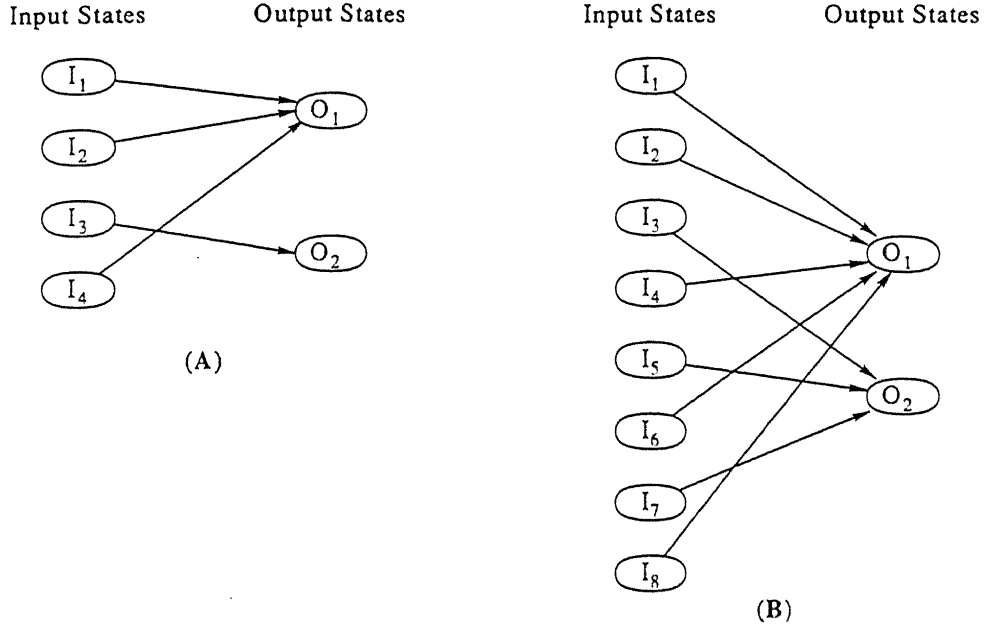 Input States
Output States
I₁
I₂
I₃
I₄
O₁
O₂
(A)
Input States
Output States
I₁
I₂
I₃
I₄
I₅
I₆
I₇
I₈
O₁
O₂
(B)